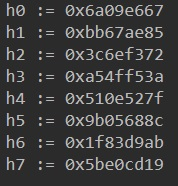 h0 := 0x6a09e667
h1 := 0xbb67ae85
h2 := 0x3c6ef372
h3 := 0xa54ff53a
h4 := 0x510e527f
h5 := 0x9b05688c
h6 := 0x1f83d9ab
h7 := 0x5be0cd19